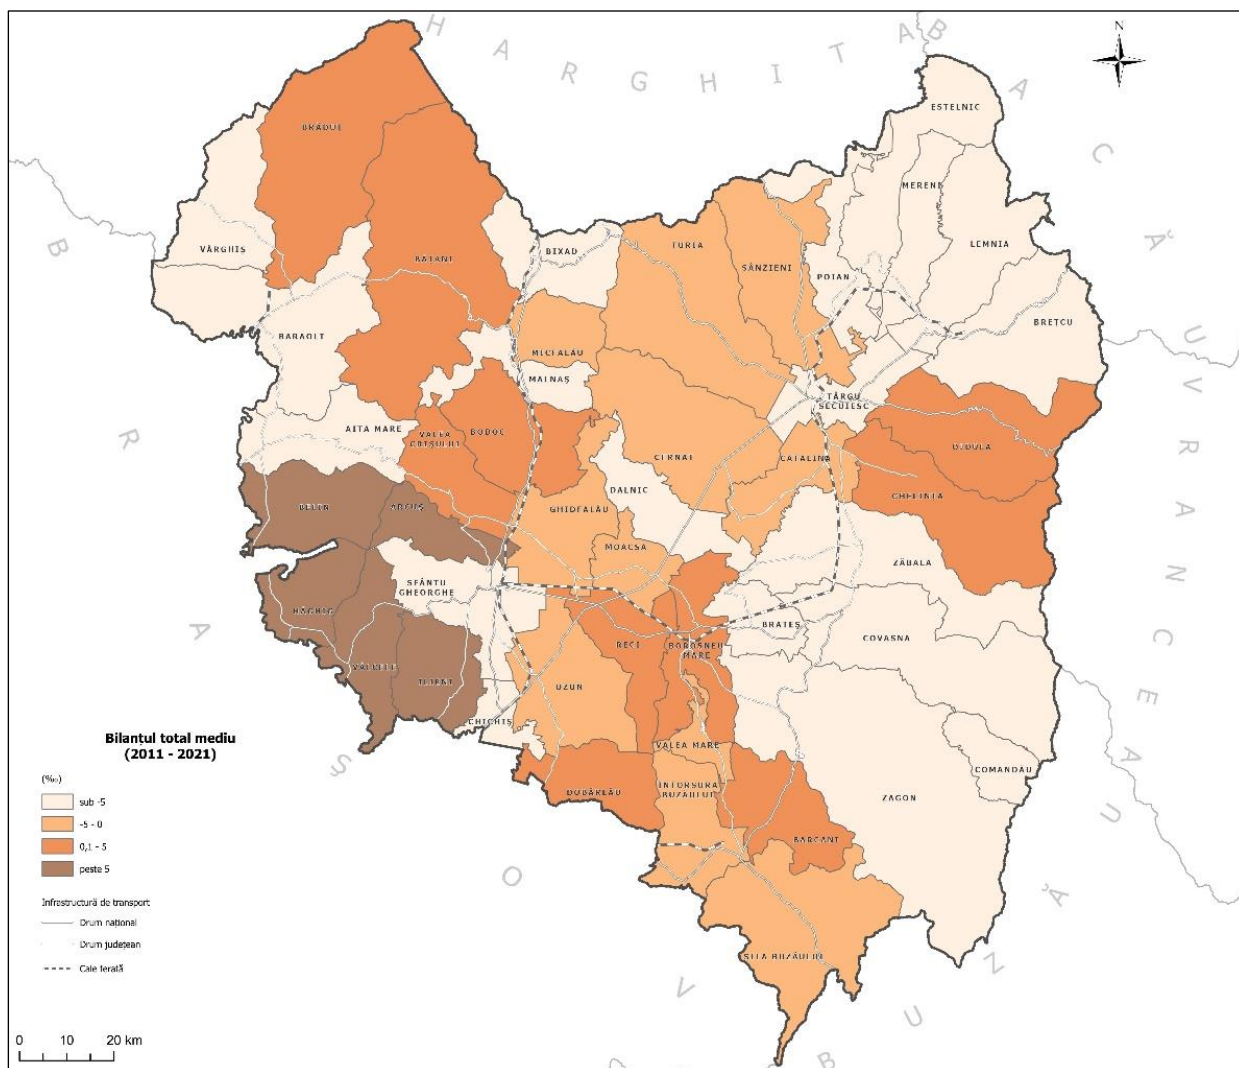 HARGHITA
BACĂU
VRANCEA
BUZĂU
BRAȘOV
N
ESTELNIC
BRĂDUȚ
MERENI
LEMNIA
VÂRGHIȘ
BIXAD
TURIA
BĂȚANI
SÂNZIENI
POIAN
BRETCU
BARAOLT
MICFALĂU
MALNAȘ
TÂRGU
SECUIESC
AITA MARE
VALEA
CRIȘULUI
BODOC
CERNAT
CATALINA
OJDULA
DALNIC
GHELINȚA
BELIN
ARCUȘ
GHIDFALĂU
MOACȘA
ZĂBALA
SFÂNTU
GHEORGHE
HĂGHIG
BRATEȘ
COVASNA
RECI
BOROȘNEU
MARE
VÂLCELE
ILIENI
UZUN
CHICHIȘ
VALEA MARE
COMANDĂU
DOBÂRLĂU
ÎNTORSURA
BUZĂULUI
ZAGON
BARCANI
SITA BUZĂULUI
Bilanțul total mediu
(2011 - 2021)
(‰)
sub -5
-5 - 0
0,1 - 5
peste 5
Infrastructură de transport
Drum național
Drum județean
Cale ferată
0 10 20 km